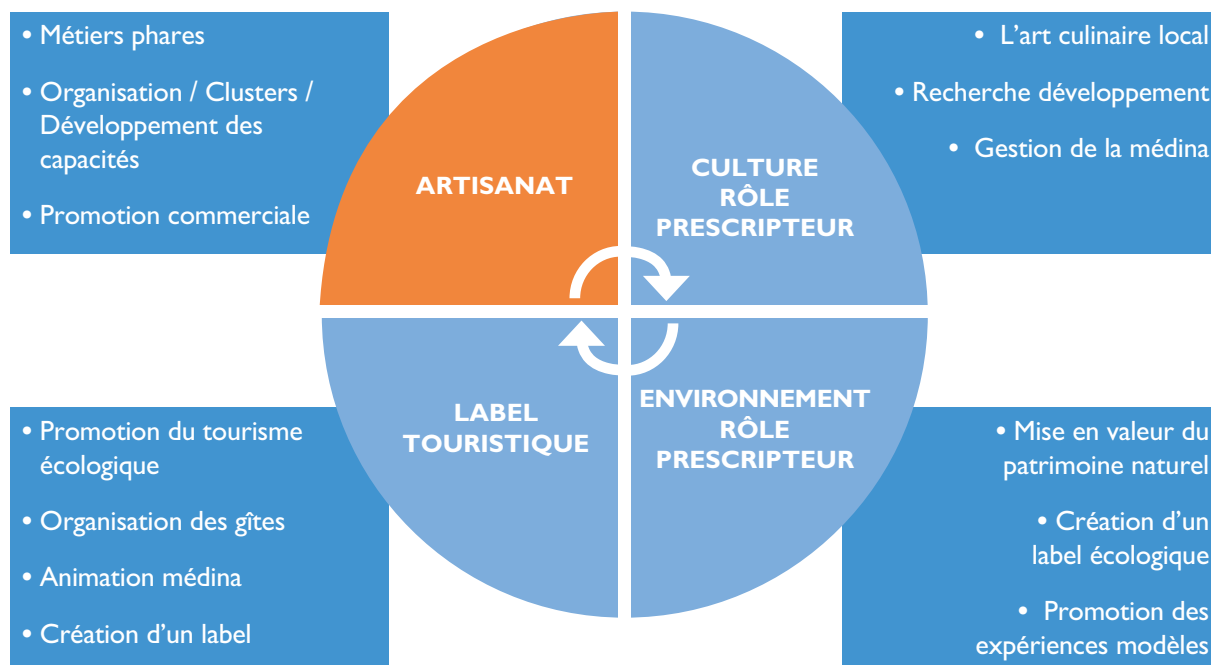 • Métiers phares
• Organisation / Clusters /
Développement des
capacités
• Promotion commerciale
ARTISANAT
CULTURE
RÔLE
PRESCRIPTEUR
• L'art culinaire local
• Recherche développement
• Gestion de la médina
• Promotion du tourisme
écologique
• Organisation des gîtes
• Animation médina
• Création d'un label
LABEL
TOURISTIQUE
ENVIRONNEMENT
RÔLE
PRESCRIPTEUR
• Mise en valeur du
patrimoine naturel
• Création d'un
label écologique
• Promotion des
expériences modèles